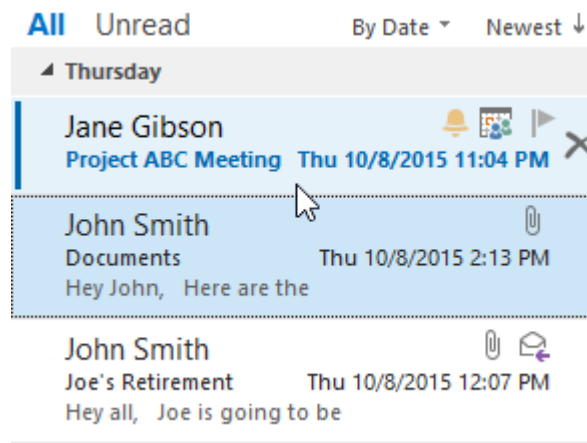 All Unread By Date Newest
Thursday
Jane Gibson
Project ABC Meeting Thu 10/8/2015 11:04 PM
John Smith
Documents Thu 10/8/2015 2:13 PM
Hey John, Here are the
John Smith
Joe's Retirement Thu 10/8/2015 12:07 PM
Hey all, Joe is going to be